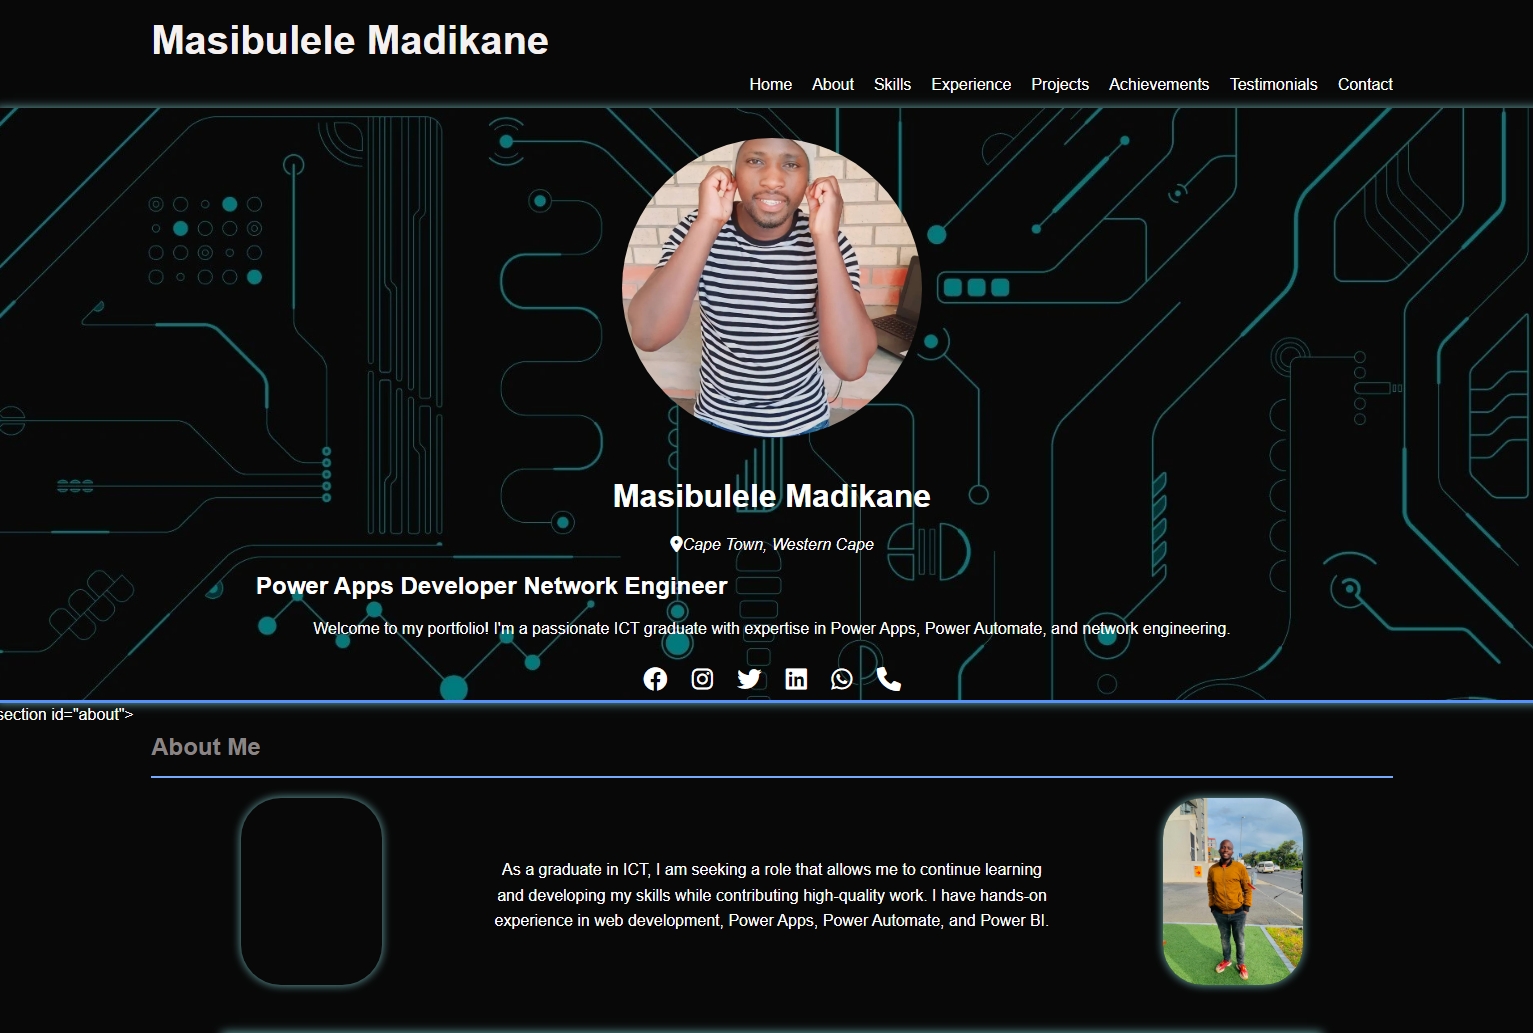 Masibulele Madikane
Home About Skills Experience Projects Achievements Testimonials Contact
Masibulele Madikane
Cape Town, Western Cape
Power Apps Developer Network Engineer
Welcome to my portfolio! I'm a passionate ICT graduate with expertise in Power Apps, Power Automate, and network engineering.
section id="about">
About Me
As a graduate in ICT, I am seeking a role that allows me to continue learning
and developing my skills while contributing high-quality work. I have hands-on
experience in web development, Power Apps, Power Automate, and Power BI.